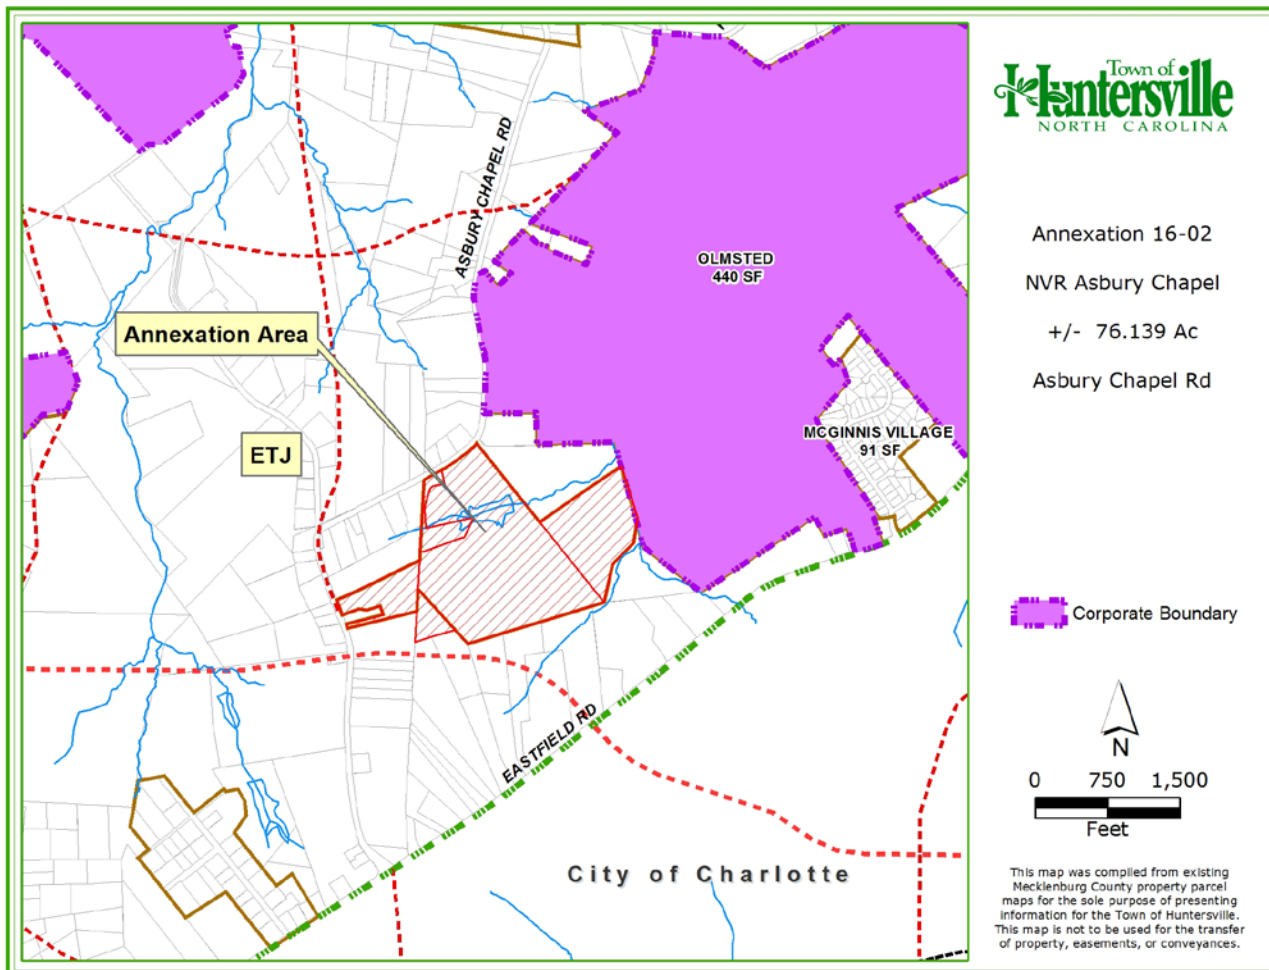 ASBURY CHAPEL RD
OLMSTED
440 SF
Annexation Area
MCGINNIS VILLAGE
91 SF
ETJ
EASTFIELD RD
City of Charlotte
Town of
Huntersville
NORTH CAROLINA
Annexation 16-02
NVR Asbury Chapel
+/- 76.139 Ac
Asbury Chapel Rd
Corporate Boundary
N
0 750 1,500
Feet
This map was compiled from existing
Mecklenburg County property parcel
maps for the sole purpose of presenting
information for the Town of Huntersville.
This map is not to be used for the transfer
of property, easements, or conveyances.